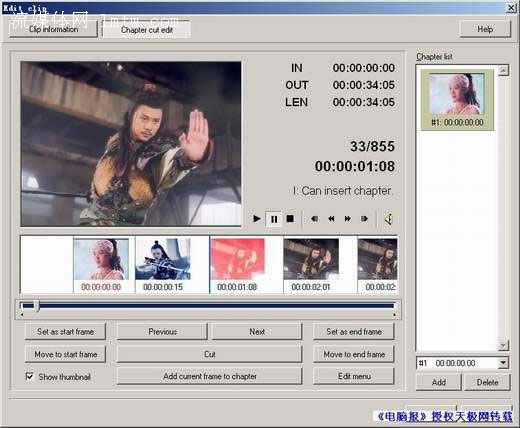 Edit clip
流媒体网 lmtw.com
Clip information
Chapter cut edit
Help
IN 00:00:00:00
OUT 00:00:34:05
LEN 00:00:34:05
33/855
00:00:01:08
I: Can insert chapter.
Chapter list
#1: 00:00:00:00
00:00:00:00
00:00:00:15
00:00:01:08
00:00:02:01
00:00:02:
Set as start frame
Previous
Next
Set as end frame
Move to start frame
Cut
Move to end frame
Show thumbnail
Add current frame to chapter
Edit menu
#1 00:00:00:00
Add
Delete
《电脑报》授权天极网转载